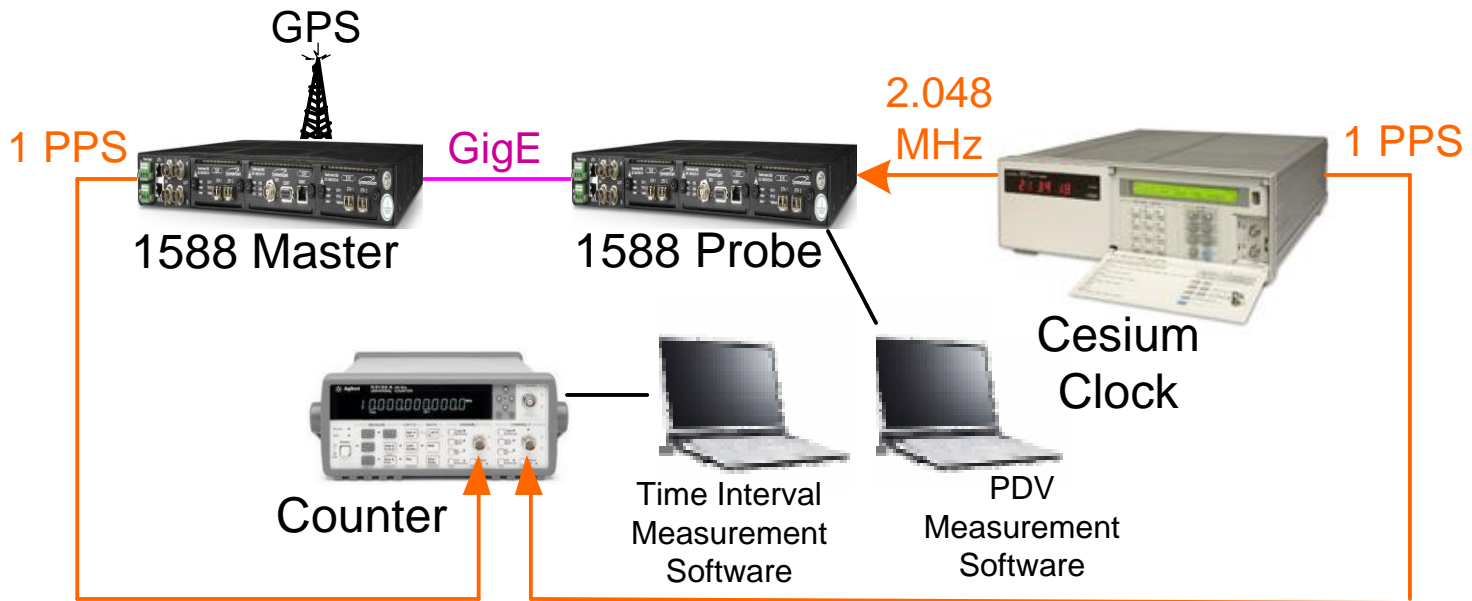 GPS
1 PPS
GigE
2.048
MHz
1 PPS
1588 Master
1588 Probe
Cesium
Clock
Agilent
Counter
Time Interval
Measurement
Software
PDV
Measurement
Software